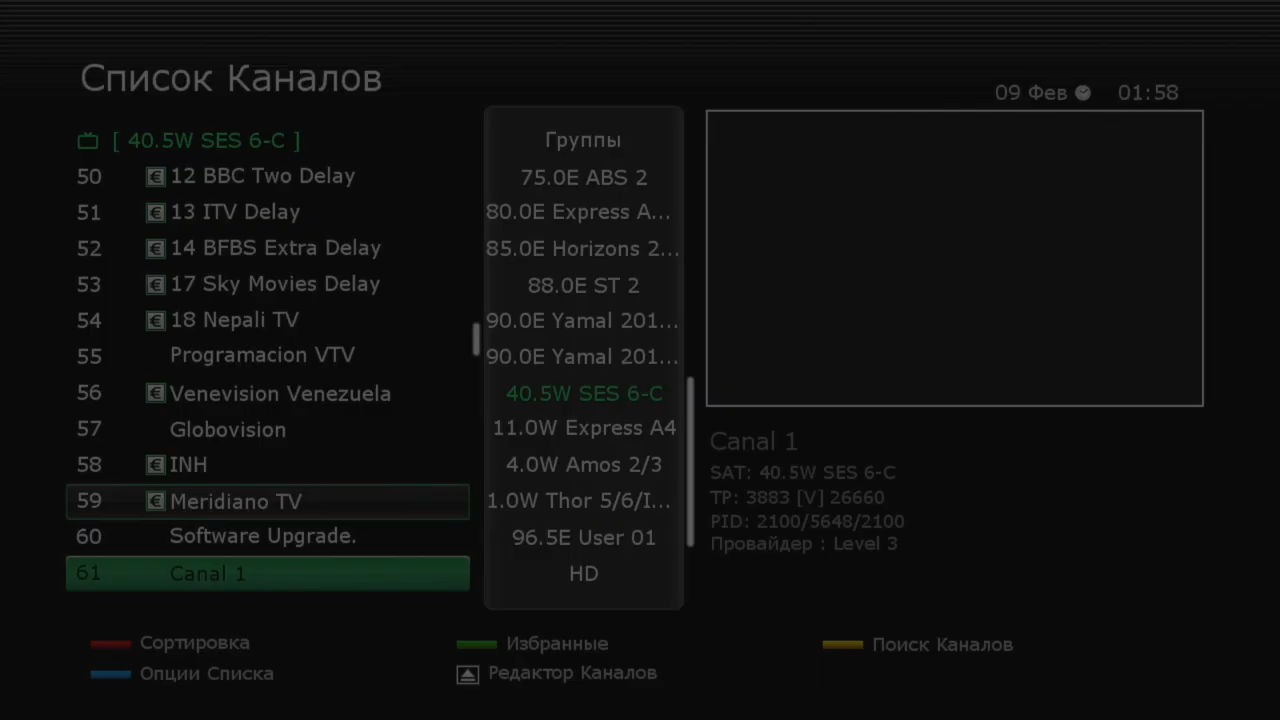 Список Каналов
09 Фев 01:58
[ 40.5W SES 6-C ]
50 € 12 BBC Two Delay
51 € 13 ITV Delay
52 € 14 BFBS Extra Delay
53 € 17 Sky Movies Delay
54 € 18 Nepali TV
55 Programacion VTV
56 € Venevision Venezuela
57 Globovision
58 € INH
59 € Meridiano TV
60 Software Upgrade.
61 Canal 1
Группы
75.0E ABS 2
80.0E Express A...
85.0E Horizons 2...
88.0E ST 2
90.0E Yamal 201...
90.0E Yamal 201...
40.5W SES 6-C
11.0W Express A4
4.0W Amos 2/3
1.0W Thor 5/6/I...
96.5E User 01
HD
Canal 1
SAT: 40.5W SES 6-C
TP: 3883 [V] 26660
PID: 2100/5648/2100
Провайдер : Level 3
Сортировка
Избранные
Поиск Каналов
Опции Списка
Редактор Каналов